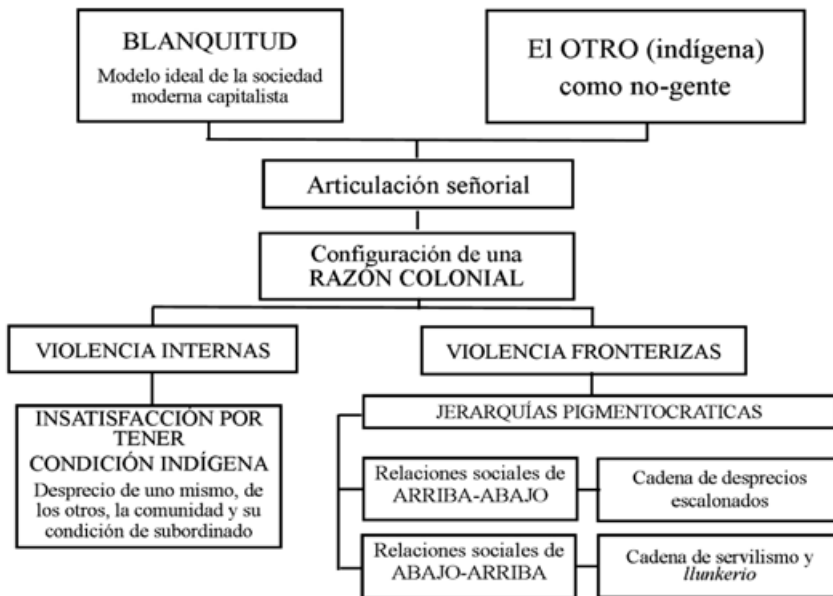 BLANQUITUD
Modelo ideal de la sociedad
moderna capitalista
El OTRO (indígena)
como no-gente
Articulación señorial
Configuración de una
RAZÓN COLONIAL
VIOLENCIA INTERNAS
VIOLENCIA FRONTERIZAS
INSATISFACCIÓN POR
TENER
CONDICIÓN INDÍGENA
Desprecio de uno mismo, de
los otros, la comunidad y su
condición de subordinado
JERARQUÍAS PIGMENTOCRATICAS
Relaciones sociales de
ARRIBA-ABAJO
Cadena de desprecios
escalonados
Relaciones sociales de
ABAJO-ARRIBA
Cadena de servilismo y
llunkerio